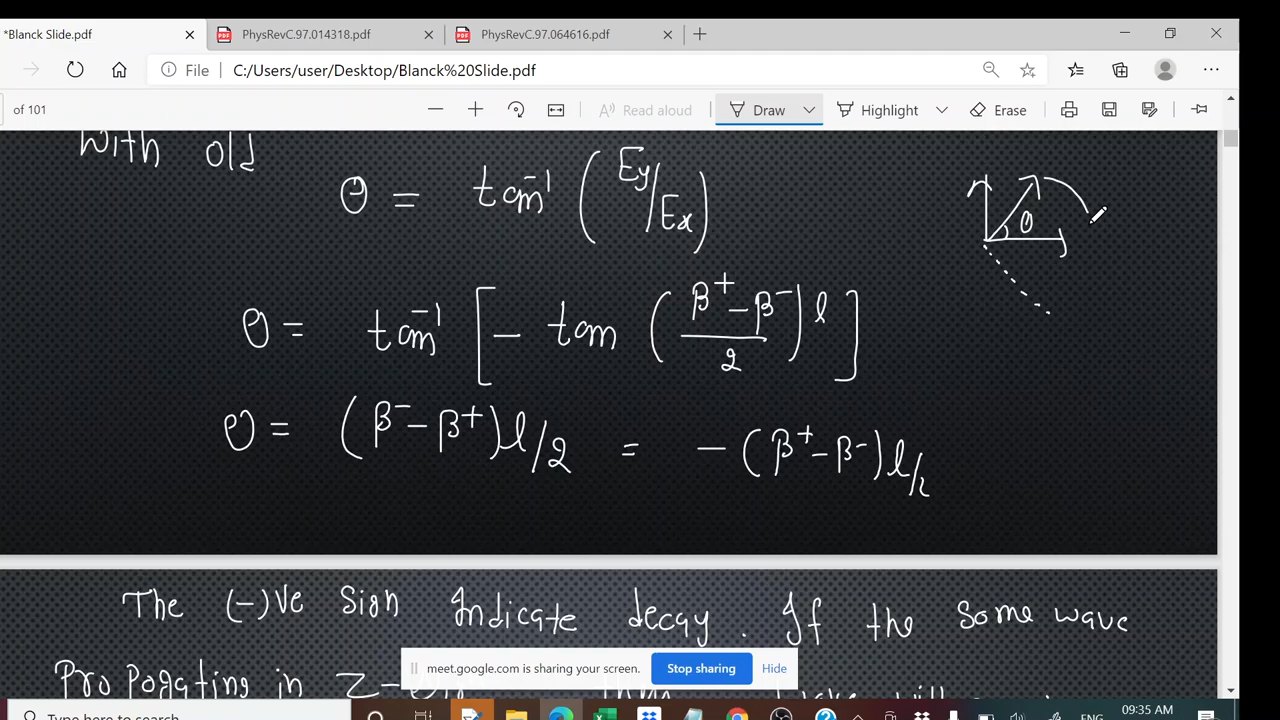 *Blanck Slide.pdf PhysRevC.97.014318.pdf PhysRevC.97.064616.pdf
File C:/Users/user/Desktop/Blanck%20Slide.pdf
of 101 Read aloud Draw Highlight Erase
With old
θ = tan⁻¹ (Ey/Ex)
θ
θ = tan⁻¹ [ - tan ( (β⁺ - β⁻)/2 ) l ]
θ = (β⁻ - β⁺) l/2 = - (β⁺ - β⁻) l/2
The (-)ve Sign Indicate decay. If the Some wave
Propogating in Z-
meet.google.com is sharing your screen. Stop sharing Hide
Type here to search ENG 09:35 AM